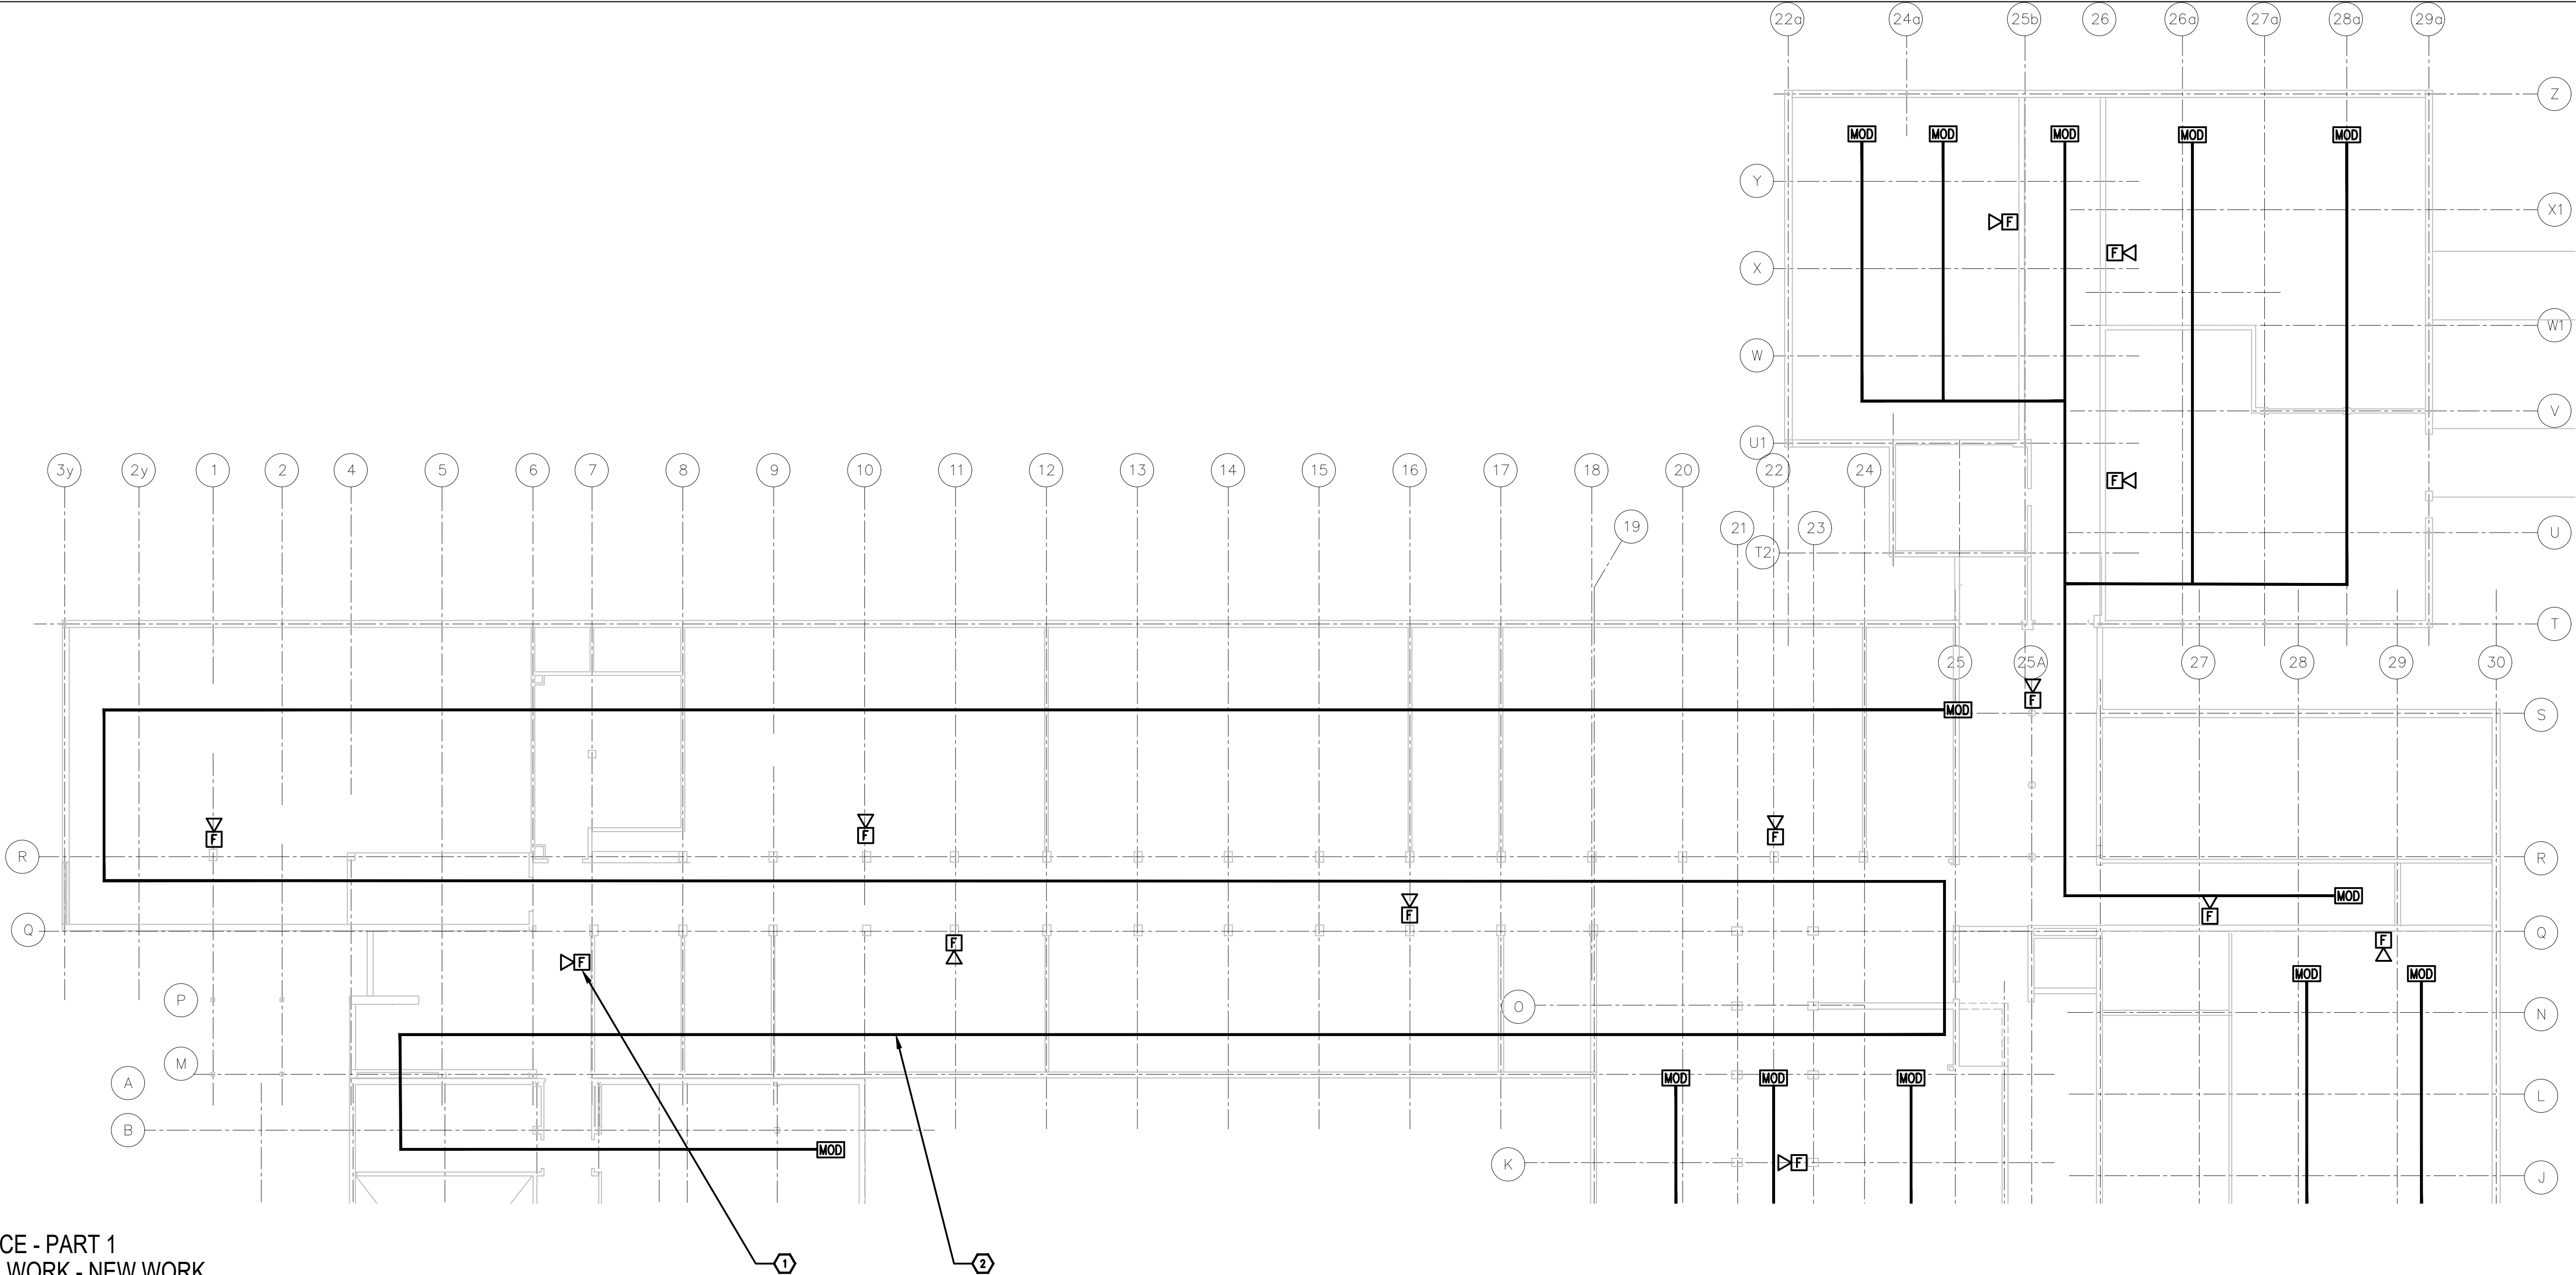 22a 24a 25b 26 26a 27a 28a 29a
Z
MOD MOD MOD MOD MOD
Y
X1
F
F
X
W1
W
V
U1
3y 2y 1 2 4 5 6 7 8 9 10 11 12 13 14 15 16 17 18 20 22 24
F
19 21 23
U
T2
T
25 25A 27 28 29 30
F
MOD
S
F F F
R R
MOD
F F
Q Q
F F
F
MOD MOD
P
O
N
M
MOD MOD MOD
A
L
B
MOD
K
F
J
CE - PART 1
WORK - NEW WORK
1 2